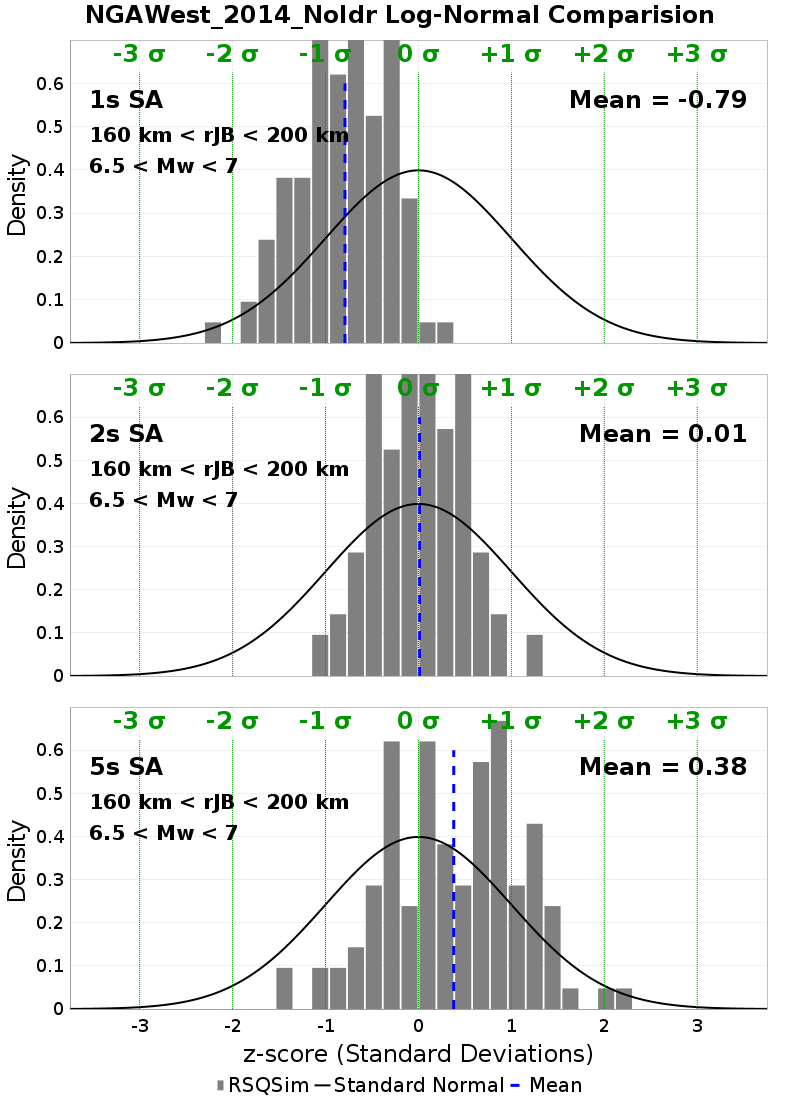 NGAWest_2014_NoIdr Log-Normal Comparision
-3 σ -2 σ -1 σ 0 σ +1 σ +2 σ +3 σ
1s SA
Mean = -0.79
160 km < rJB < 200 km
6.5 < Mw < 7
Density
0.6
0.5
0.4
0.3
0.2
0.1
0
-3 σ -2 σ -1 σ 0 σ +1 σ +2 σ +3 σ
2s SA
Mean = 0.01
160 km < rJB < 200 km
6.5 < Mw < 7
Density
0.6
0.5
0.4
0.3
0.2
0.1
0
-3 σ -2 σ -1 σ 0 σ +1 σ +2 σ +3 σ
5s SA
Mean = 0.38
160 km < rJB < 200 km
6.5 < Mw < 7
Density
0.6
0.5
0.4
0.3
0.2
0.1
0
-3 -2 -1 0 1 2 3
z-score (Standard Deviations)
RSQSim Standard Normal Mean